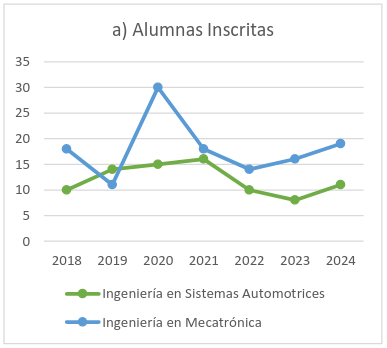 a) Alumnas Inscritas
35
30
25
20
15
10
5
0
2018 2019 2020 2021 2022 2023 2024
Ingeniería en Sistemas Automotrices
Ingeniería en Mecatrónica